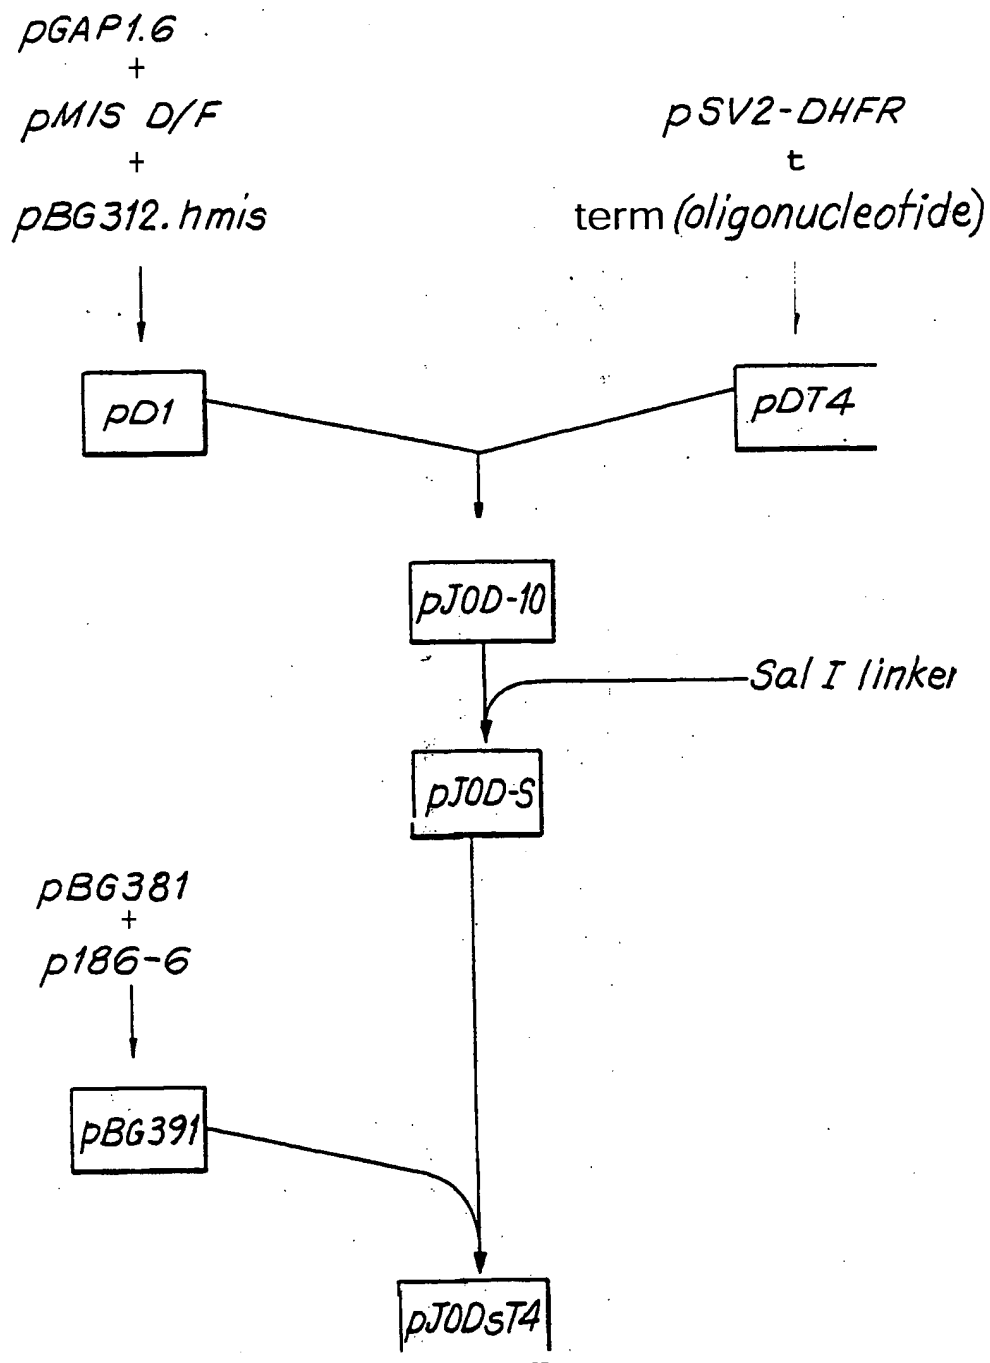 pGAP1.6
+
pMIS D/F
+
pBG312.hmis
pSV2-DHFR
t
term (oligonucleotide)
pD1
pDT4
pJOD-10
Sal I linker
pJOD-S
pBG381
+
p186-6
pBG391
pJODsT4